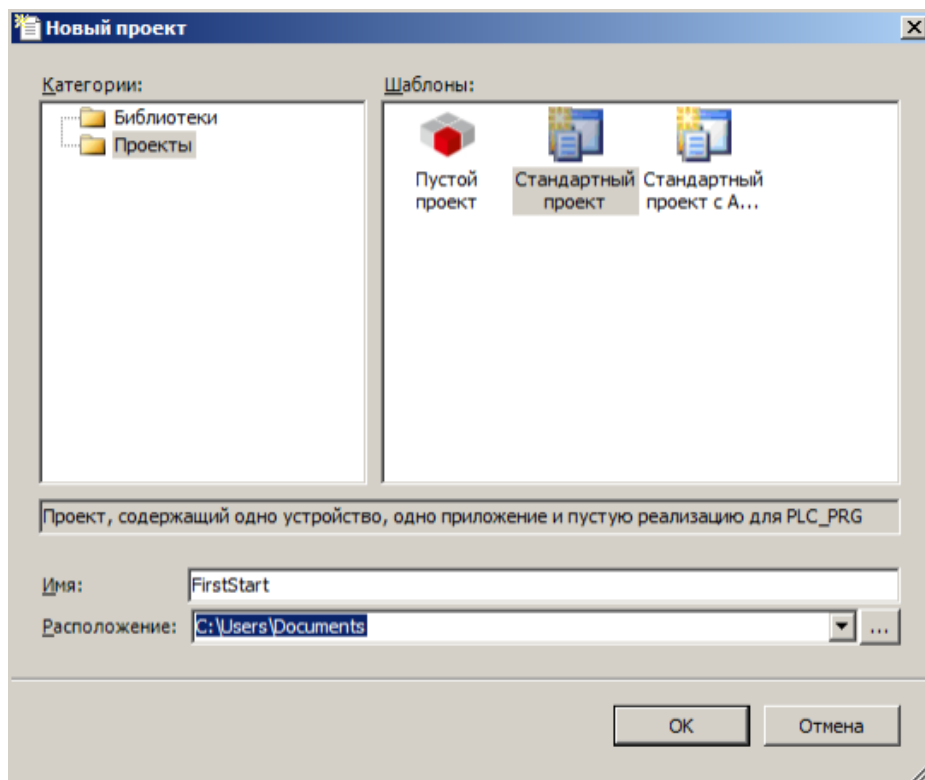 Новый проект
Категории:
Шаблоны:
Библиотеки
Проекты
Пустой проект
Стандартный проект
Стандартный проект с A...
Проект, содержащий одно устройство, одно приложение и пустую реализацию для PLC_PRG
Имя:
FirstStart
Расположение:
C:\Users\Documents
...
OK
Отмена